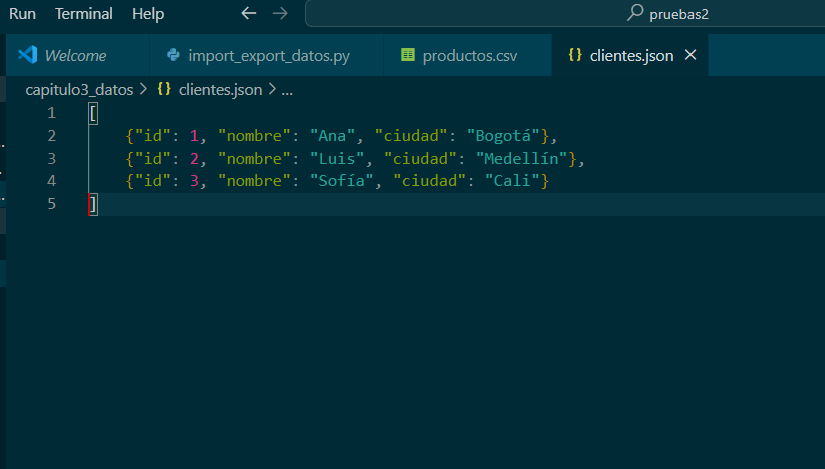 Run Terminal Help pruebas2
Welcome import_export_datos.py productos.csv clientes.json
capitulo3_datos > {} clientes.json > ...
1 [
2 {"id": 1, "nombre": "Ana", "ciudad": "Bogotá"},
3 {"id": 2, "nombre": "Luis", "ciudad": "Medellín"},
4 {"id": 3, "nombre": "Sofía", "ciudad": "Cali"}
5 ]